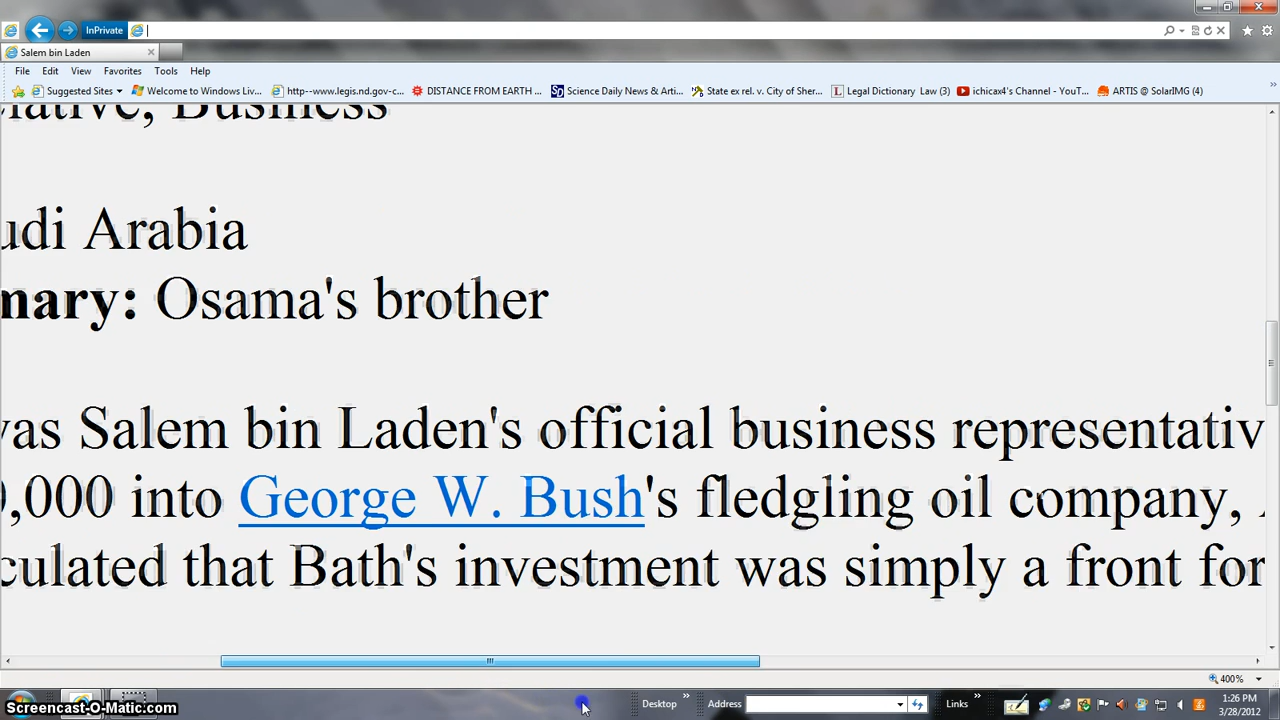 InPrivate
Salem bin Laden
File Edit View Favorites Tools Help
Suggested Sites Welcome to Windows Liv... http--www.legis.nd.gov-c... DISTANCE FROM EARTH ... Science Daily News & Arti... State ex rel. v. City of Sher... Legal Dictionary Law (3) ichicax4's Channel - YouT... ARTIS @ SolarIMG (4)
Business
udi Arabia
mary: Osama's brother
was Salem bin Laden's official business representativ
0,000 into George W. Bush's fledgling oil company,
culated that Bath's investment was simply a front for
400%
Desktop Address Links 1:26 PM
3/28/2012
Screencast-O-Matic.com